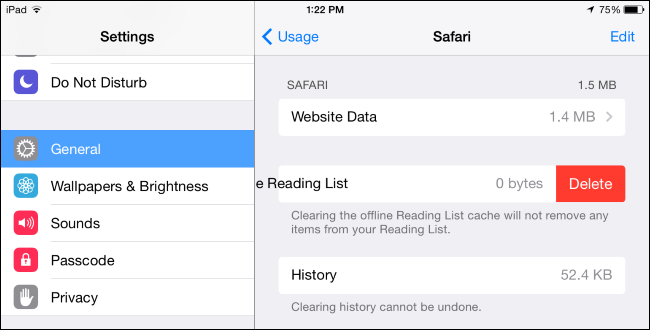 iPad 1:22 PM 75%
Settings
Usage Safari Edit
Do Not Disturb
General
Wallpapers & Brightness
Sounds
Passcode
Privacy
SAFARI 1.5 MB
Website Data 1.4 MB
e Reading List 0 bytes Delete
Clearing the offline Reading List cache will not remove any
items from your Reading List.
History 52.4 KB
Clearing history cannot be undone.